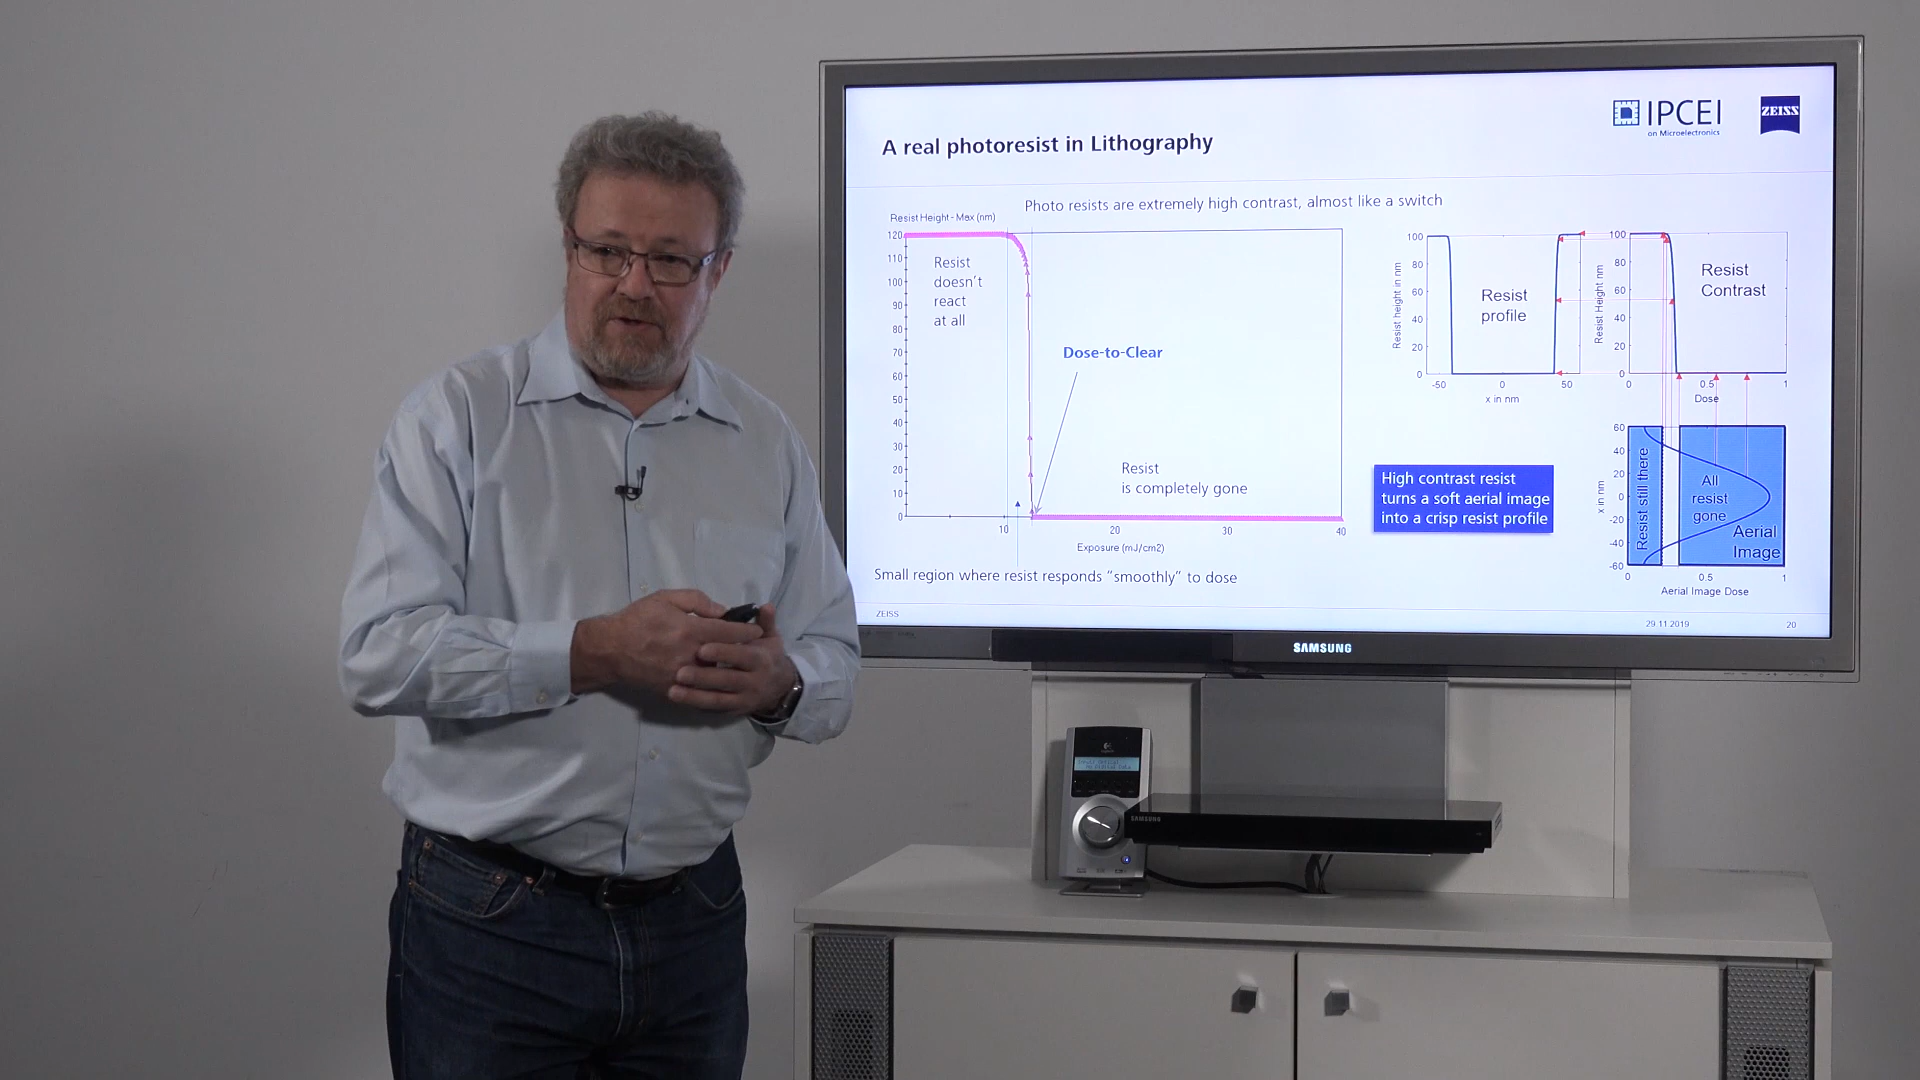 IPCEI
on Microelectronics
ZEISS
A real photoresist in Lithography
Photo resists are extremely high contrast, almost like a switch
Resist Height - Max (nm)
120
110
100
90
80
70
60
50
40
30
20
10
0
10
20
30
40
Exposure (mJ/cm2)
Resist
doesn't
react
at all
Dose-to-Clear
Resist
is completely gone
Small region where resist responds “smoothly” to dose
100
80
60
40
20
0
-50
0
50
Resist height in nm
x in nm
Resist
profile
100
80
60
40
20
0
0
0.5
1
Resist Height nm
Dose
Resist
Contrast
High contrast resist
turns a soft aerial image
into a crisp resist profile
60
40
20
0
-20
-40
-60
0
0.5
1
x in nm
Resist still there
All
resist
gone
Aerial
Image
Aerial Image Dose
ZEISS
29.11.2019
20
SAMSUNG
SAMSUNG